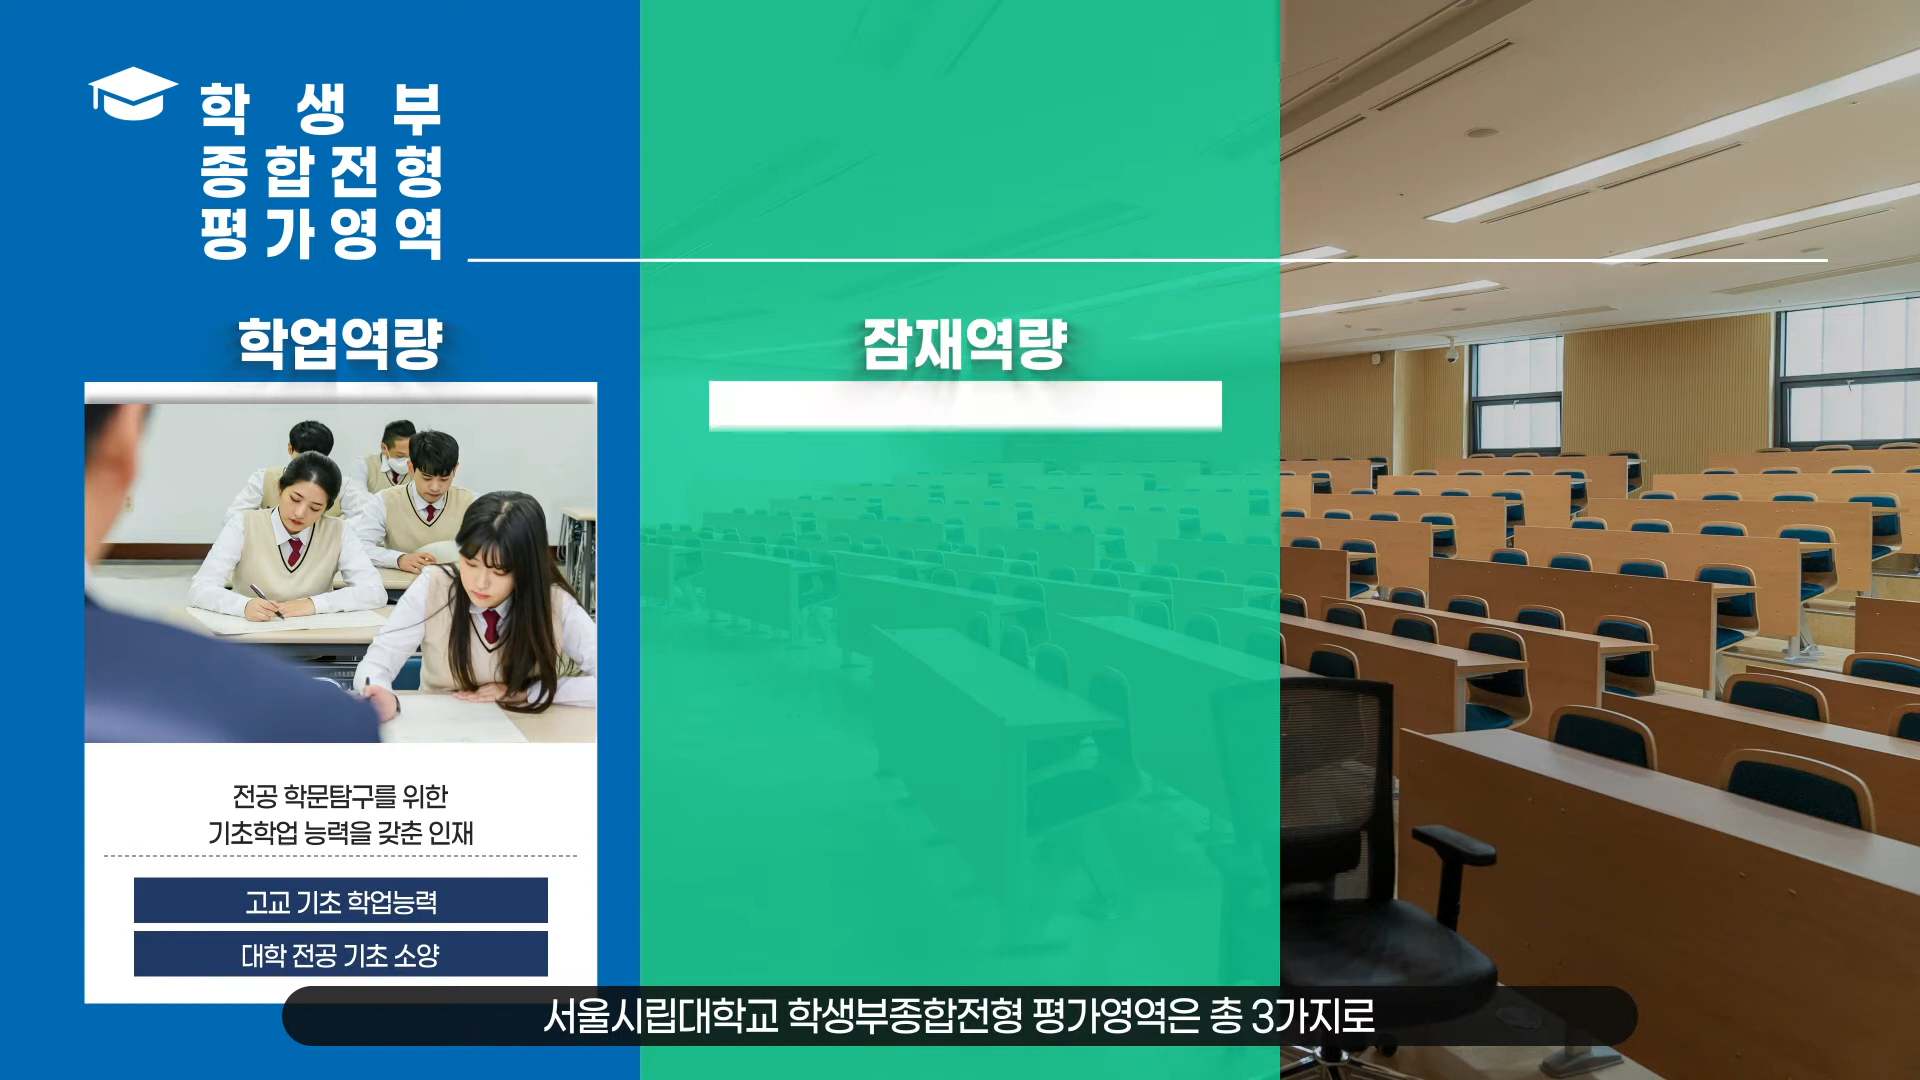 학생부
종합전형
평가영역
학업역량
전공 학문탐구를 위한
기초학업 능력을 갖춘 인재
고교 기초 학업능력
대학 전공 기초 소양
잠재역량
서울시립대학교 학생부종합전형 평가영역은 총 3가지로